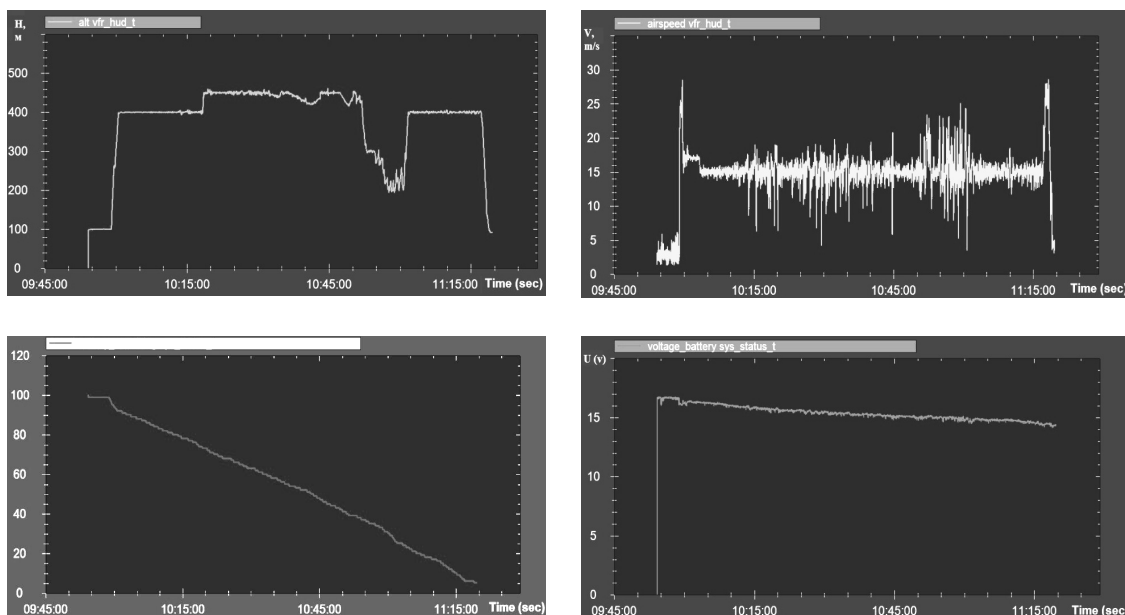 H,
м
alt vfr_hud_t
500
400
300
200
100
0
09:45:00 10:15:00 10:45:00 11:15:00 Time (sec)
V,
m/s
airspeed vfr_hud_t
30
25
20
15
10
5
0
09:45:00 10:15:00 10:45:00 11:15:00 Time (sec)
120
100
80
60
40
20
0
09:45:00 10:15:00 10:45:00 11:15:00 Time (sec)
U (v)
voltage_battery sys_status_t
20
15
10
5
0
09:45:00 10:15:00 10:45:00 11:15:00 Time (sec)